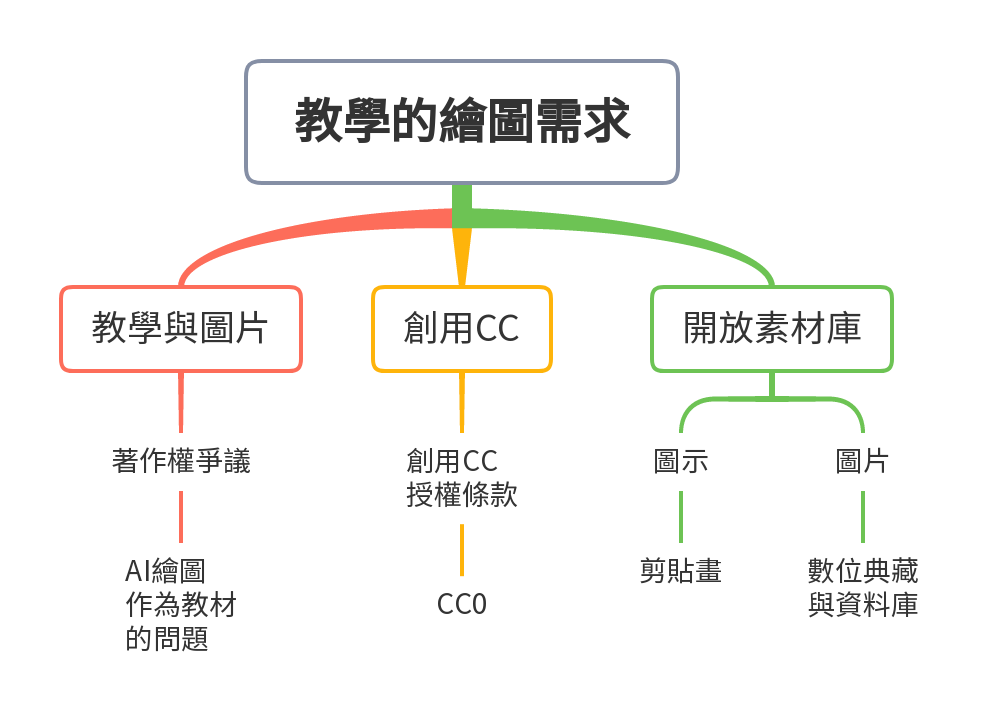 教學的繪圖需求
教學與圖片
創用CC
開放素材庫
著作權爭議
創用CC
授權條款
圖示
圖片
AI繪圖
作為教材
的問題
CC0
剪貼畫
數位典藏
與資料庫